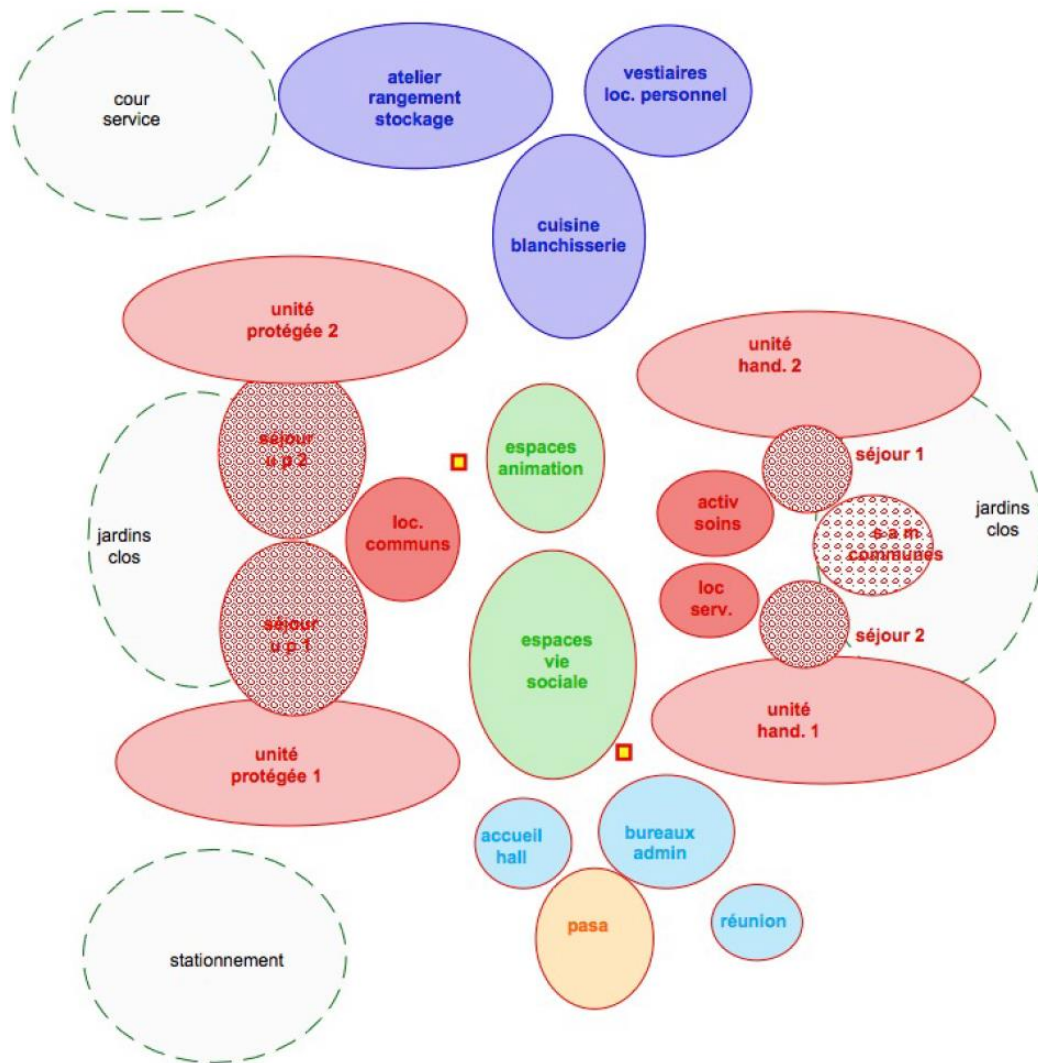 cour
service
atelier
rangement
stockage
vestiaires
loc. personnel
cuisine
blanchisserie
unité
protégée 2
unité
hand. 2
séjour
u p 2
espaces
animation
séjour 1
activ
soins
jardins
clos
loc.
communs
s a m
communes
jardins
clos
loc
serv.
séjour
u p 1
séjour 2
espaces
vie
sociale
unité
hand. 1
unité
protégée 1
accueil
hall
bureaux
admin
pasa
réunion
stationnement